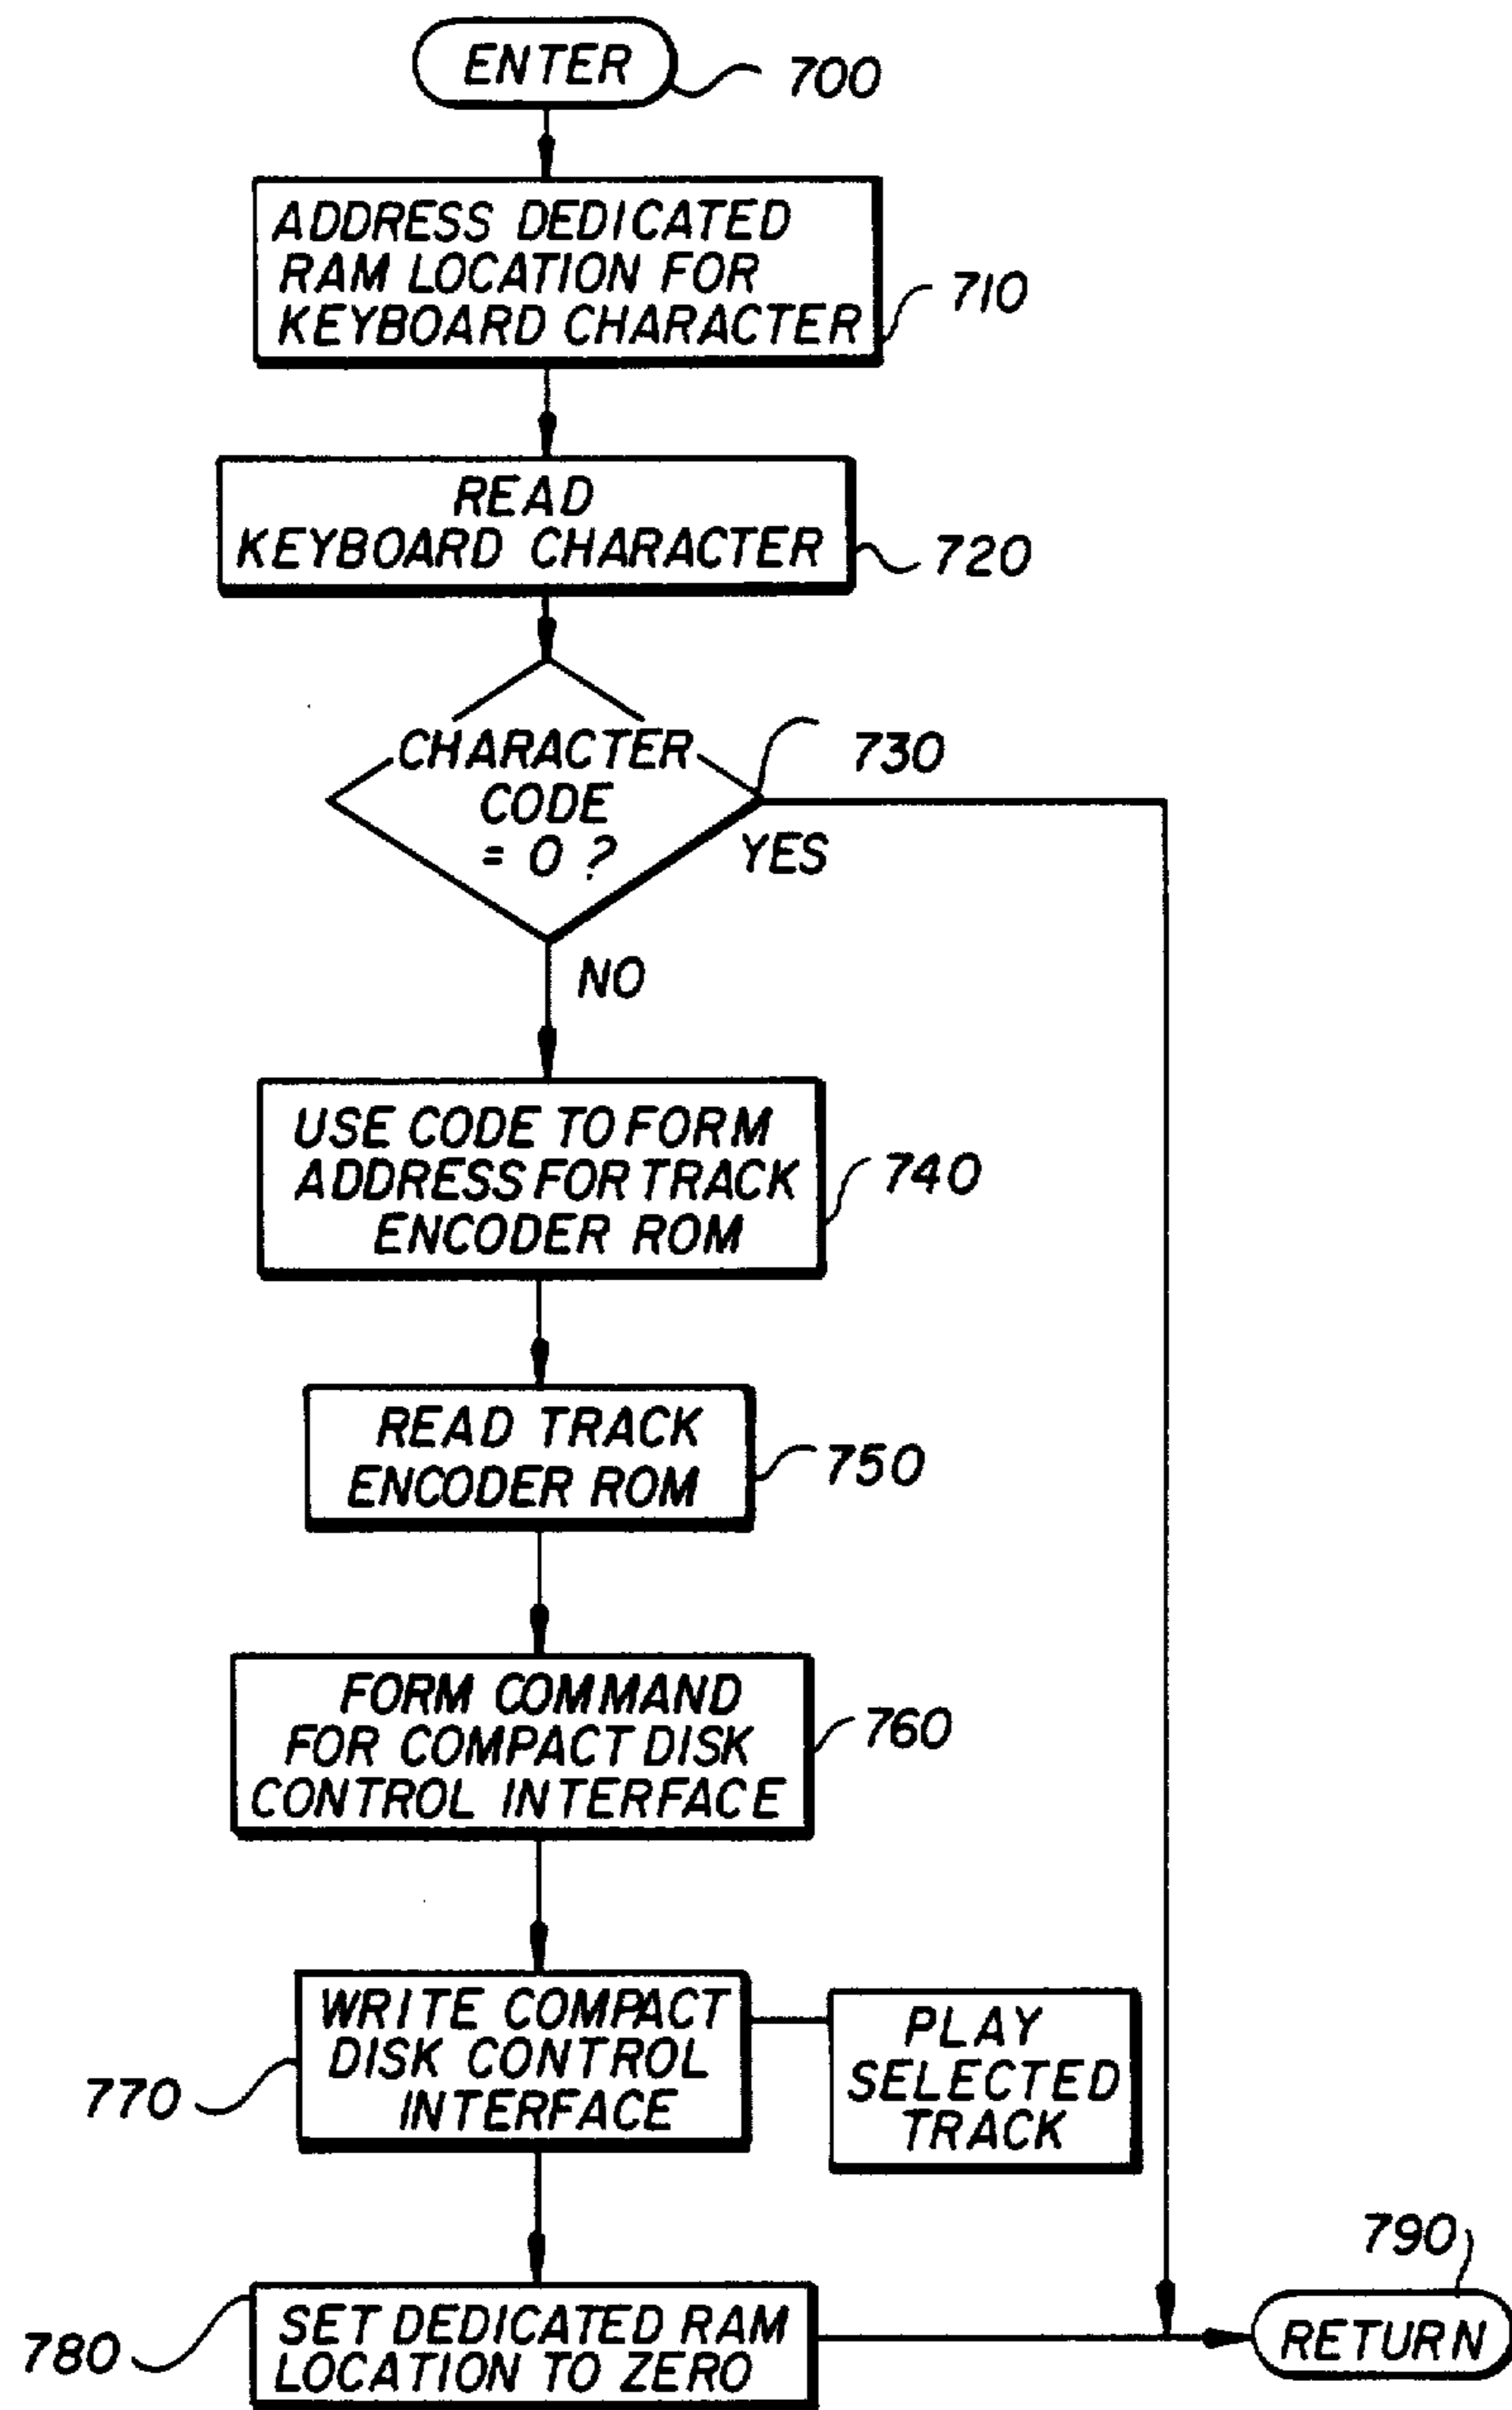 ENTER
700
ADDRESS DEDICATED
RAM LOCATION FOR
KEYBOARD CHARACTER
710
READ
KEYBOARD CHARACTER
720
CHARACTER
CODE
= 0 ?
730
YES
NO
USE CODE TO FORM
ADDRESS FOR TRACK
ENCODER ROM
740
READ TRACK
ENCODER ROM
750
FORM COMMAND
FOR COMPACT DISK
CONTROL INTERFACE
760
WRITE COMPACT
DISK CONTROL
INTERFACE
770
PLAY
SELECTED
TRACK
SET DEDICATED RAM
LOCATION TO ZERO
780
790
RETURN